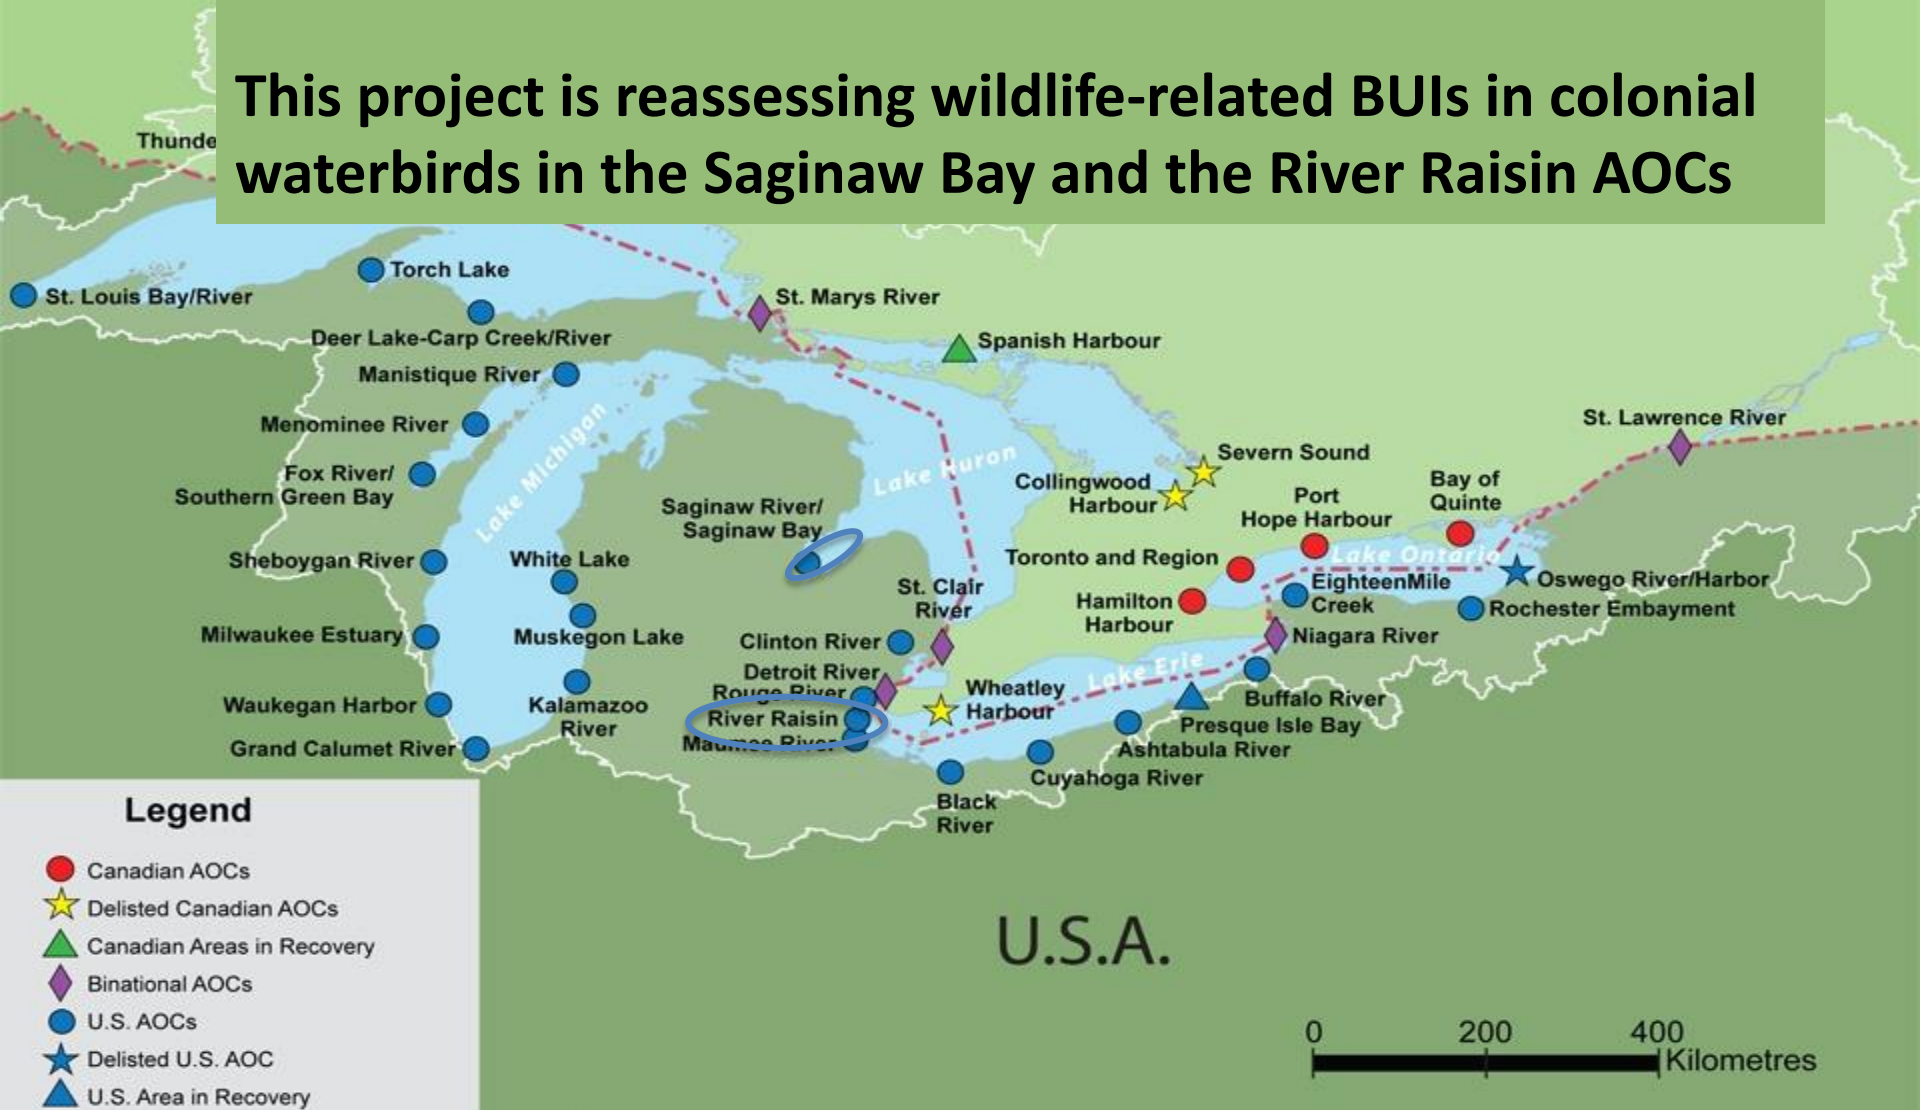 This project is reassessing wildlife-related BUIs in colonial
waterbirds in the Saginaw Bay and the River Raisin AOCs
Thunde
Torch Lake
St. Louis Bay/River
St. Marys River
Deer Lake-Carp Creek/River
Spanish Harbour
Manistique River
Menominee River
St. Lawrence River
Lake Michigan
Lake Huron
Severn Sound
Fox River/
Southern Green Bay
Collingwood
Harbour
Bay of
Quinte
Port
Hope Harbour
Saginaw River/
Saginaw Bay
Sheboygan River
White Lake
Toronto and Region
Lake Ontario
St. Clair
River
EighteenMile
Creek
Oswego River/Harbor
Hamilton
Harbour
Rochester Embayment
Milwaukee Estuary
Muskegon Lake
Clinton River
Niagara River
Detroit River
Lake Erie
Rouge River
Wheatley
Harbour
Buffalo River
Waukegan Harbor
Kalamazoo
River
River Raisin
Presque Isle Bay
Maumee River
Grand Calumet River
Ashtabula River
Cuyahoga River
Black
River
Legend
Canadian AOCs
Delisted Canadian AOCs
Canadian Areas in Recovery
Binational AOCs
U.S. AOCs
Delisted U.S. AOC
U.S. Area in Recovery
U.S.A.
0 200 400
Kilometres